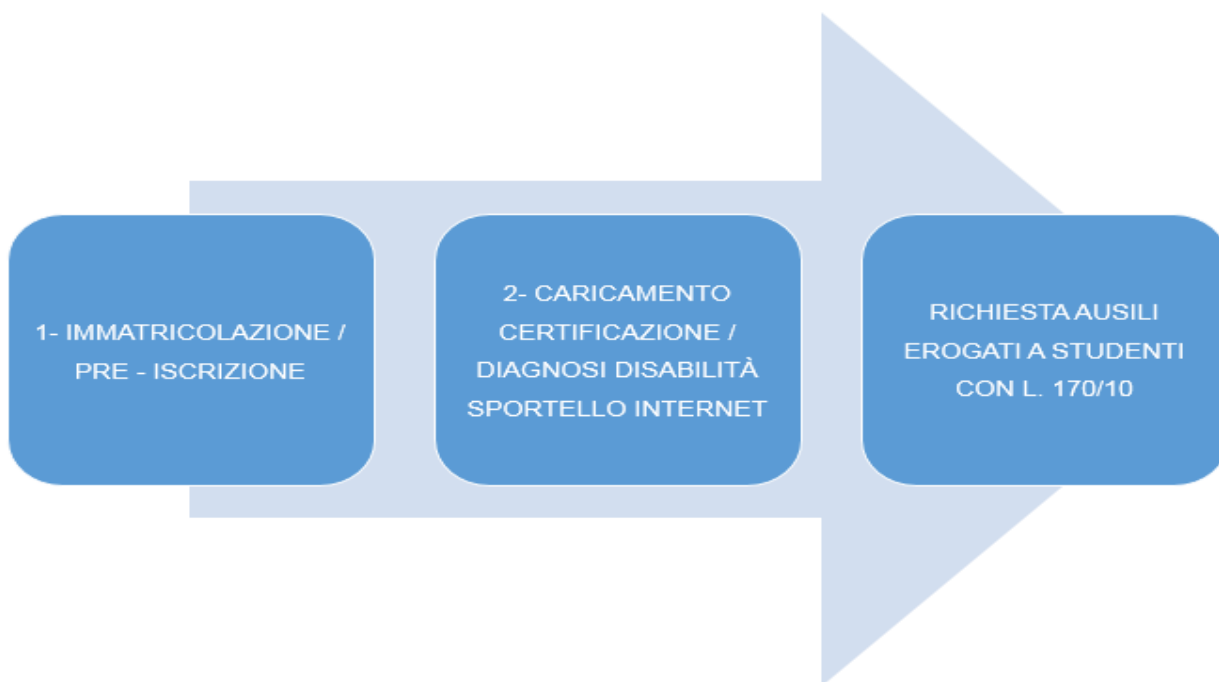 1- IMMATRICOLAZIONE /
PRE - ISCRIZIONE
2- CARICAMENTO
CERTIFICAZIONE /
DIAGNOSI DISABILITÀ
SPORTELLO INTERNET
RICHIESTA AUSILI
EROGATI A STUDENTI
CON L. 170/10